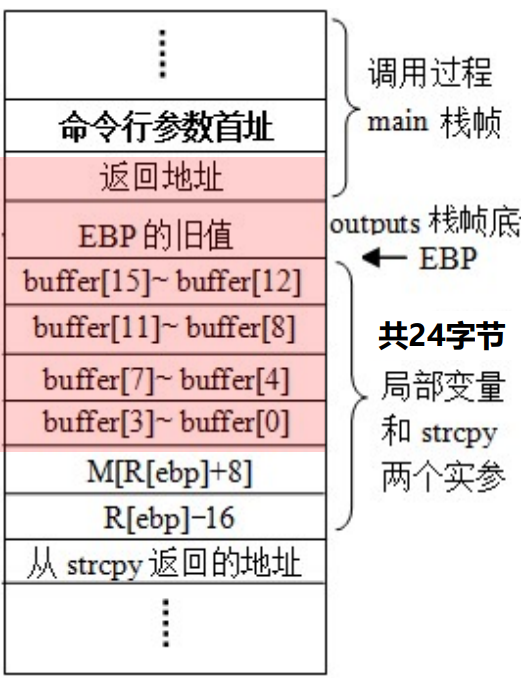 调用过程
main 栈帧
命令行参数首址
返回地址
EBP 的旧值
outputs 栈帧底
EBP
buffer[15]~ buffer[12]
buffer[11]~ buffer[8]
buffer[7]~ buffer[4]
buffer[3]~ buffer[0]
共24字节
局部变量
和 strcpy
两个实参
M[R[ebp]+8]
R[ebp]−16
从 strcpy 返回的地址